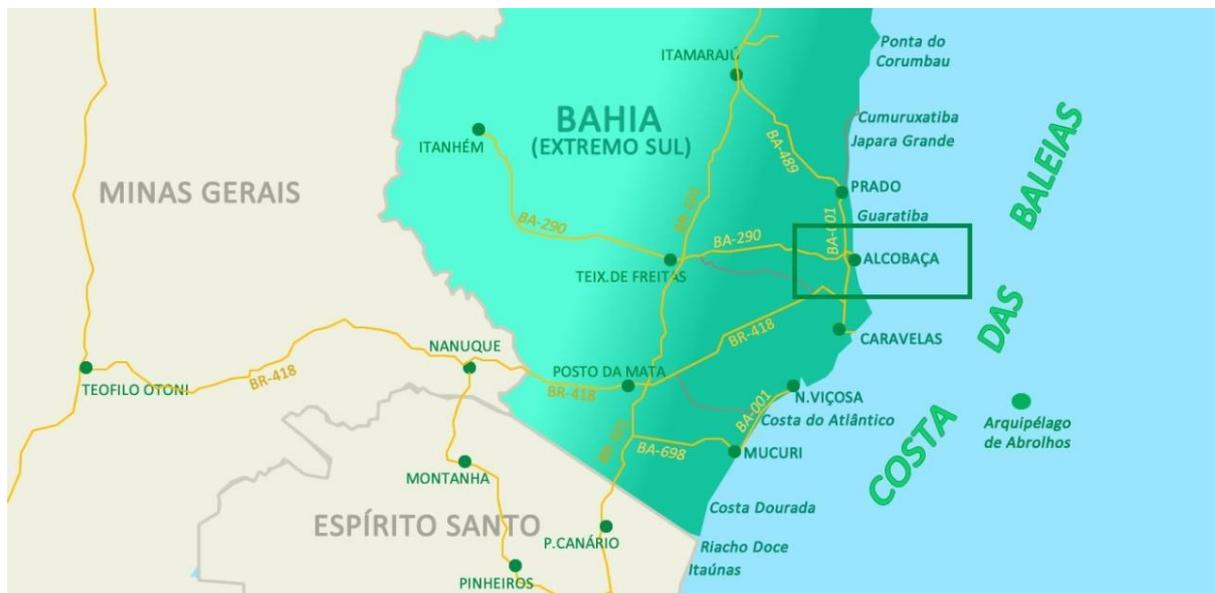 Ponta do
Corumbau
ITAMARAJÚ
BAHIA
(EXTREMO SUL)
Cumuruxatiba
Japara Grande
ITANHÉM
BA-489
MINAS GERAIS
PRADO
Guaratiba
BALEIAS
BA-290
BA-001
BA-290
ALCOBAÇA
TEIX.DE FREITAS
DAS
BR-418
CARAVELAS
NANUQUE
POSTO DA MATA
TEOFILO OTONI
BR-418
BR-418
N.VIÇOSA
BA-001
Costa do Atlântico
COSTA
Arquipélago
de Abrolhos
BA-698
MUCURI
MONTANHA
Costa Dourada
ESPÍRITO SANTO
P.CANÁRIO
Riacho Doce
Itaúnas
PINHEIROS